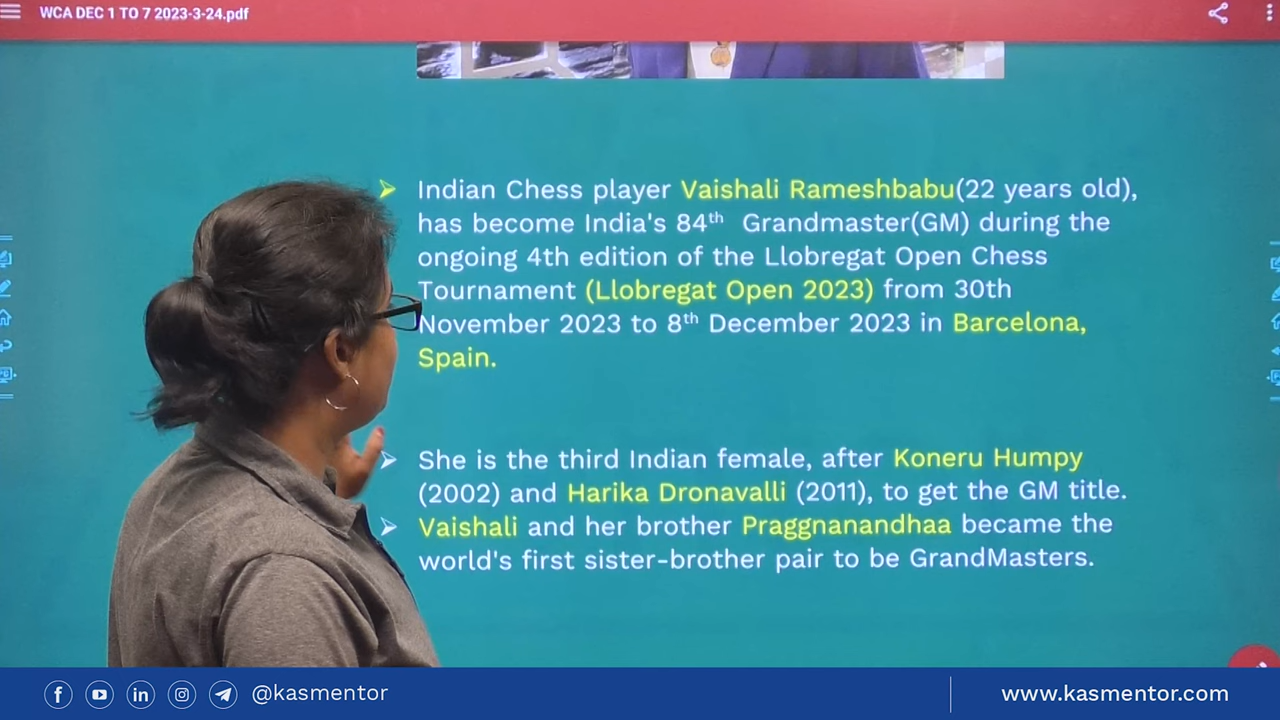 WCA DEC 1 TO 7 2023-3-24.pdf
Indian Chess player Vaishali Rameshbabu(22 years old),
has become India's 84th Grandmaster(GM) during the
ongoing 4th edition of the Llobregat Open Chess
Tournament (Llobregat Open 2023) from 30th
November 2023 to 8th December 2023 in Barcelona,
Spain.
She is the third Indian female, after Koneru Humpy
(2002) and Harika Dronavalli (2011), to get the GM title.
Vaishali and her brother Praggnanandhaa became the
world's first sister-brother pair to be GrandMasters.
@kasmentor
www.kasmentor.com